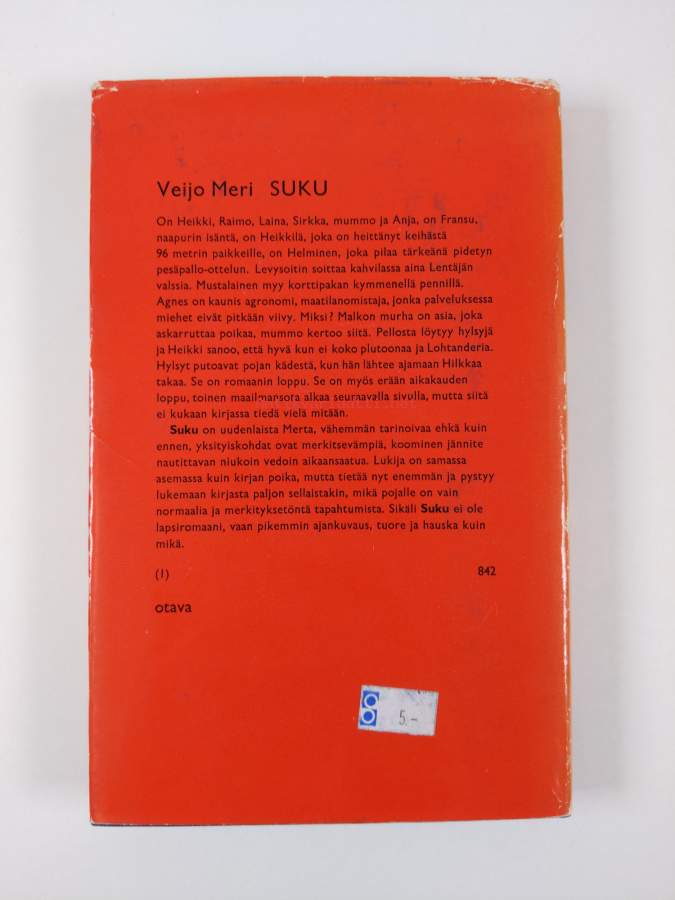 Veijo Meri SUKU
On Heikki, Raimo, Laina, Sirkka, mummo ja Anja, on Fransu,
naapurin isäntä, on Heikkilä, joka on heittänyt keihästä
96 metrin paikkeille, on Helminen, joka pilaa tärkeänä pidetyn
pesäpallo-ottelun. Levysoitin soittaa kahvilassa aina Lentäjän
valssia. Mustalainen myy korttipakan kymmenellä pennillä.
Agnes on kaunis agronomi, maatilanomistaja, jonka palveluksessa
miehet eivät pitkään viivy. Miksi? Malkon murha on asia, joka
askarruttaa poikaa, mummo kertoo siitä. Pellosta löytyy hylsyjä
ja Heikki sanoo, että hyvä kun ei koko plutoonaa ja Lohtanderia.
Hylsyt putoavat pojan kädestä, kun hän lähtee ajamaan Hilkkaa
takaa. Se on romaanin loppu. Se on myös erään aikakauden
loppu, toinen maailmansota alkaa seuraavalla sivulla, mutta siitä
ei kukaan kirjassa tiedä vielä mitään.
Suku on uudenlaista Merta, vähemmän tarinoivaa ehkä kuin
ennen, yksityiskohdat ovat merkitsevämpiä, koominen jännite
nautittavan niukoin vedoin aikaansaatua. Lukija on samassa
asemassa kuin kirjan poika, mutta tietää nyt enemmän ja pystyy
lukemaan kirjasta paljon sellaistakin, mikä pojalle on vain
normaalia ja merkityksetöntä tapahtumista. Sikäli Suku ei ole
lapsiromaani, vaan pikemmin ajankuvaus, tuore ja hauska kuin
mikä.
(1) 842
otava
5.-